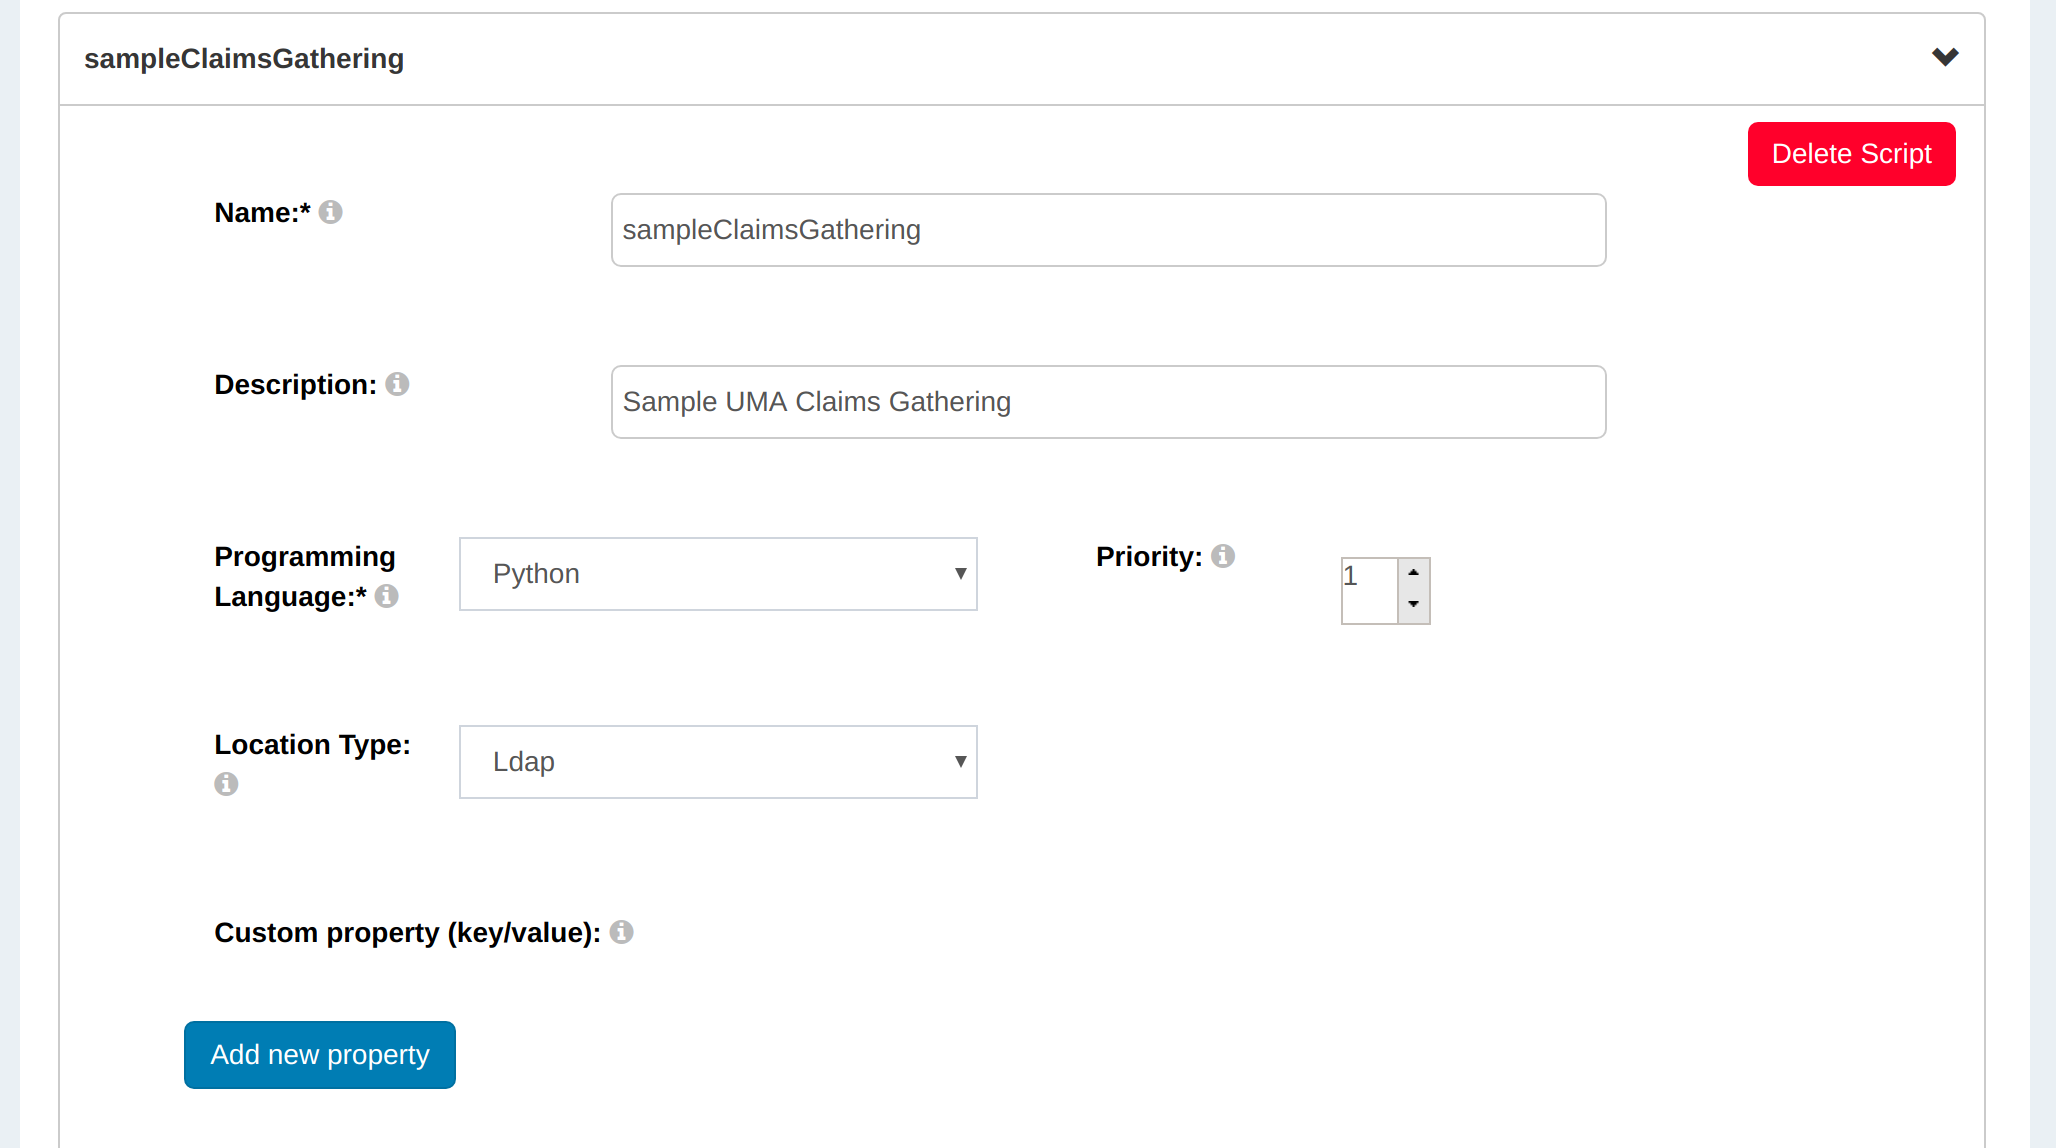 sampleClaimsGathering
Delete Script
Name:*
sampleClaimsGathering
Description:
Sample UMA Claims Gathering
Programming
Language:*
Python
Priority:
1
Location Type:
Ldap
Custom property (key/value):
Add new property